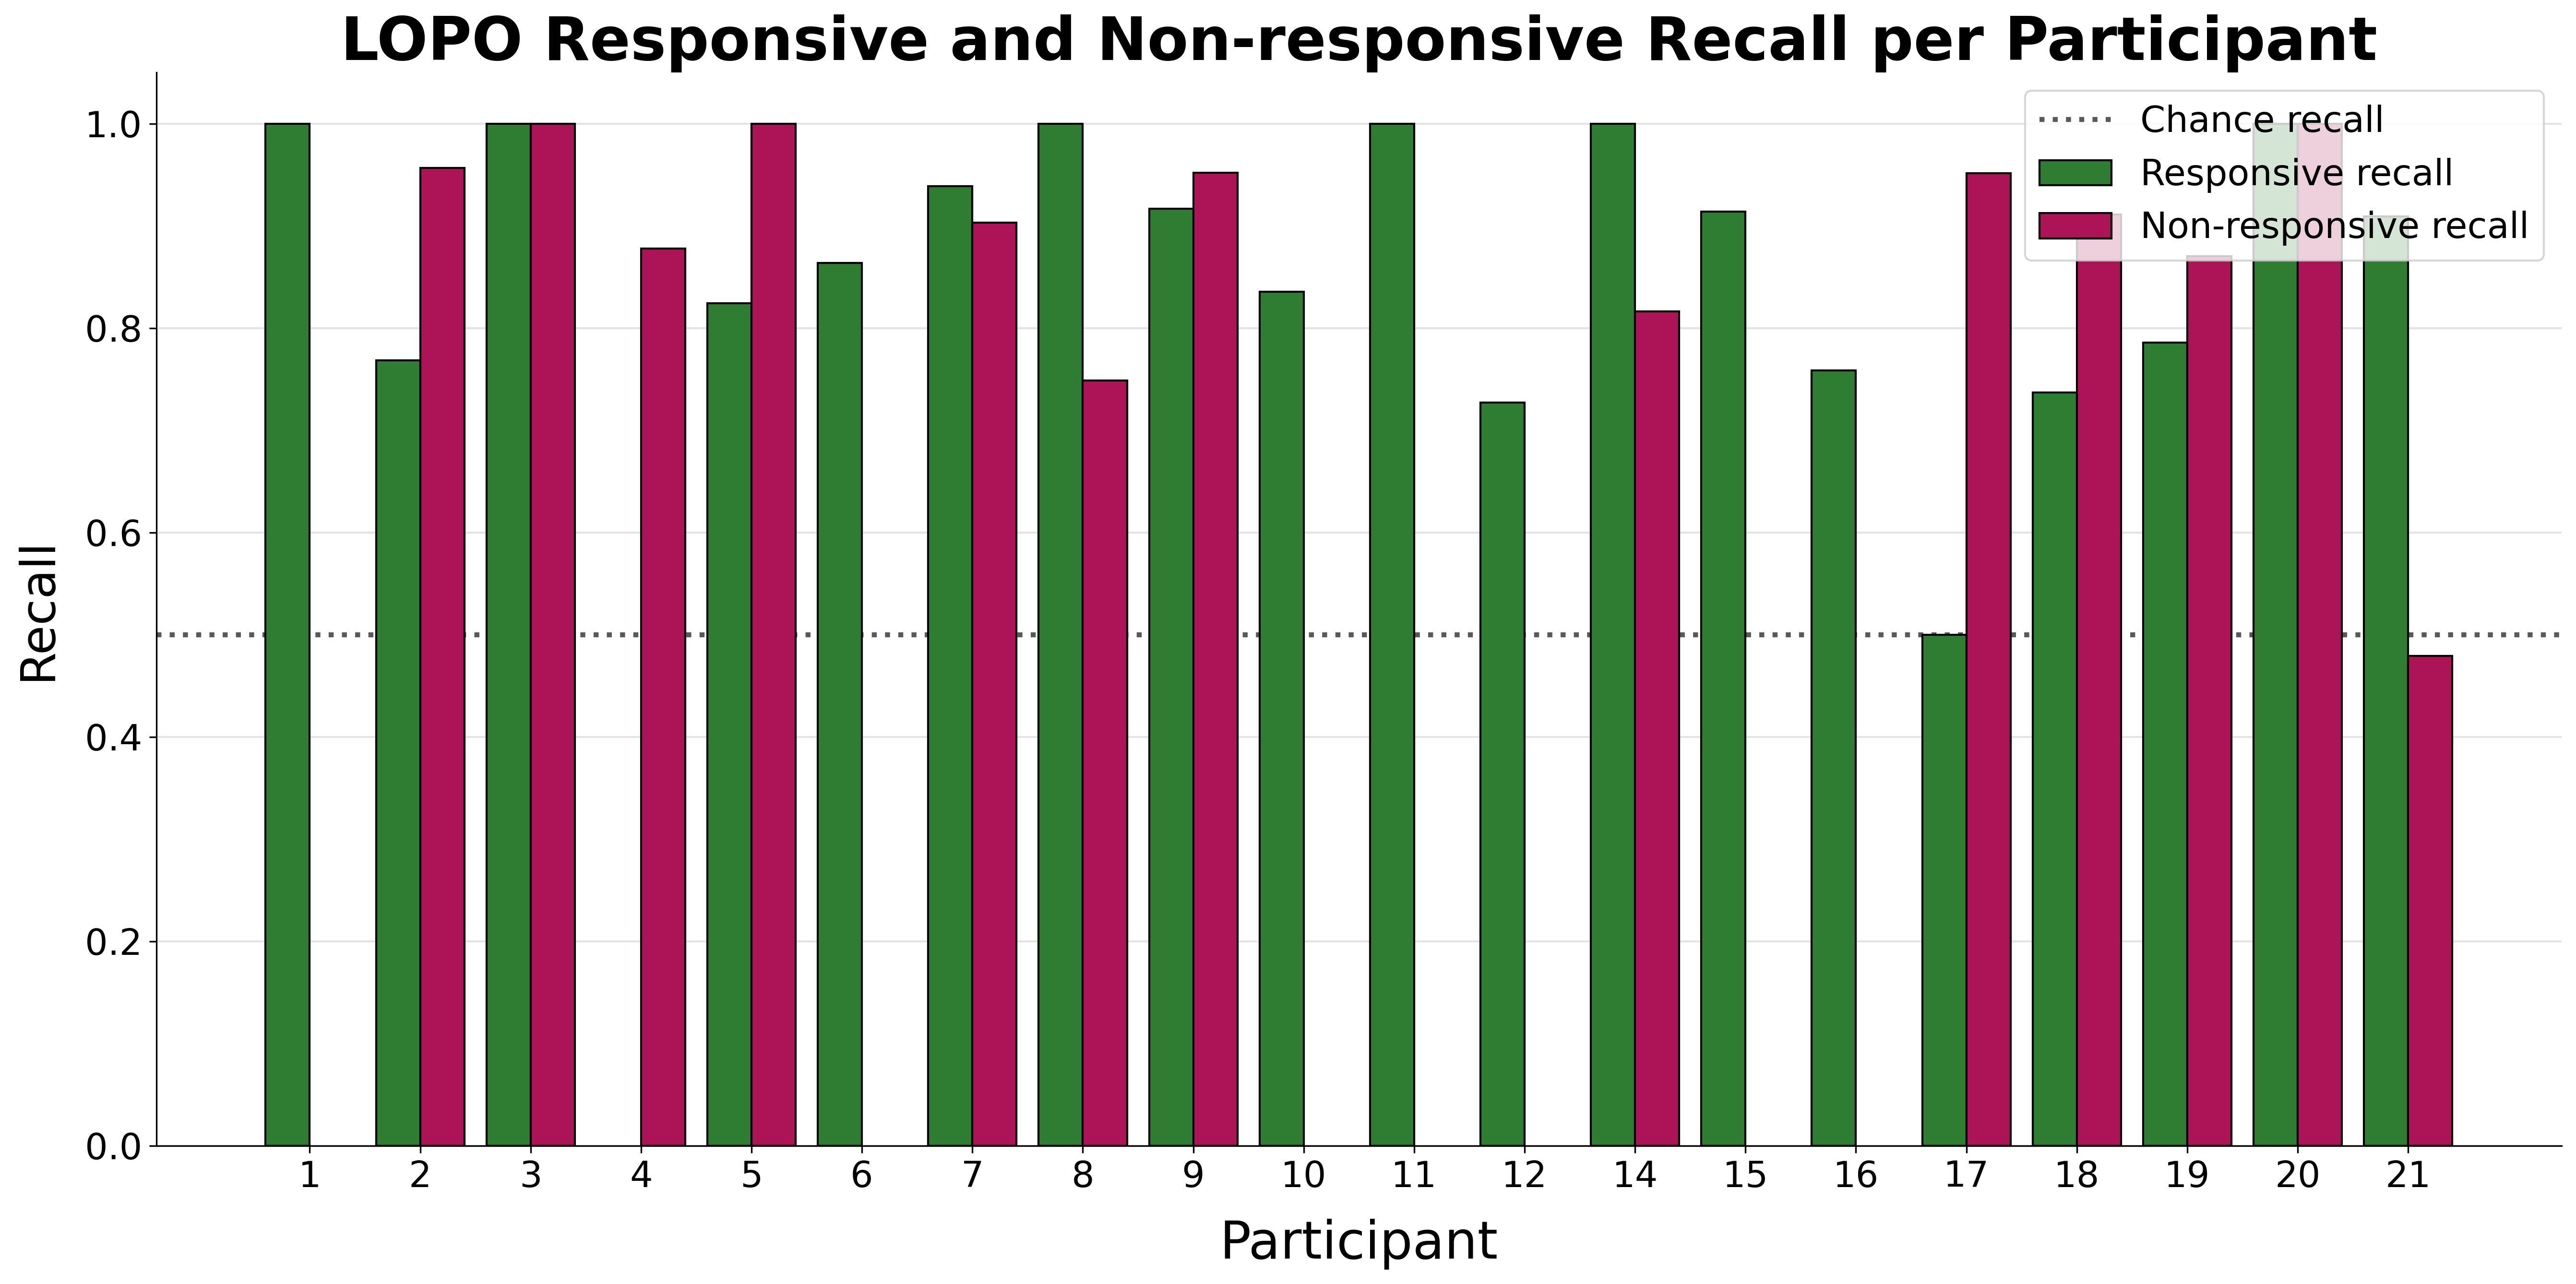 LOPO Responsive and Non-responsive Recall per Participant
Chance recall
Responsive recall
Non-responsive recall
1.0
0.8
0.6
0.4
0.2
0.0
Recall
1 2 3 4 5 6 7 8 9 10 11 12 14 15 16 17 18 19 20 21
Participant